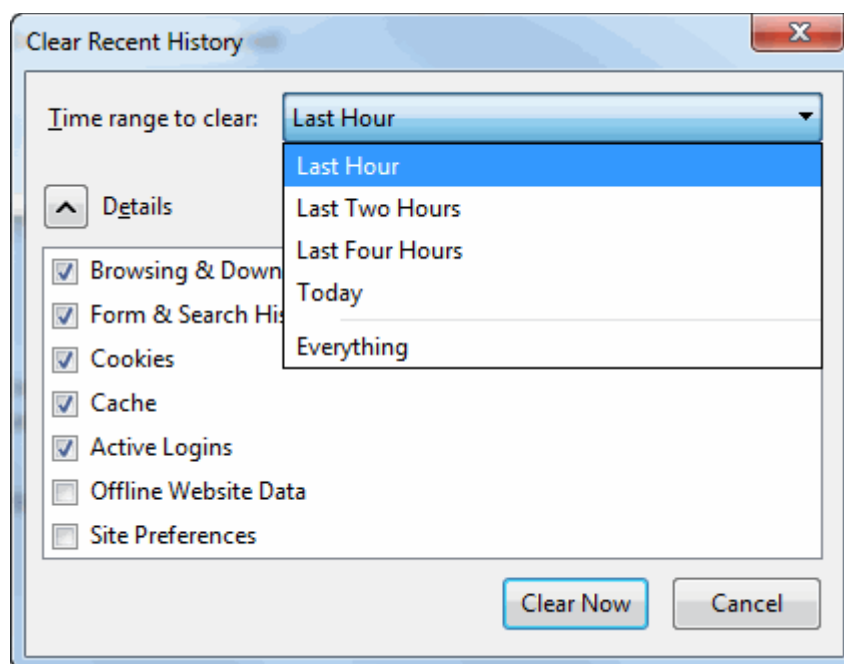 Clear Recent History
Time range to clear: Last Hour
Last Hour
Last Two Hours
Last Four Hours
Today
Everything
Details
Browsing & Down
Form & Search His
Cookies
Cache
Active Logins
Offline Website Data
Site Preferences
Clear Now Cancel